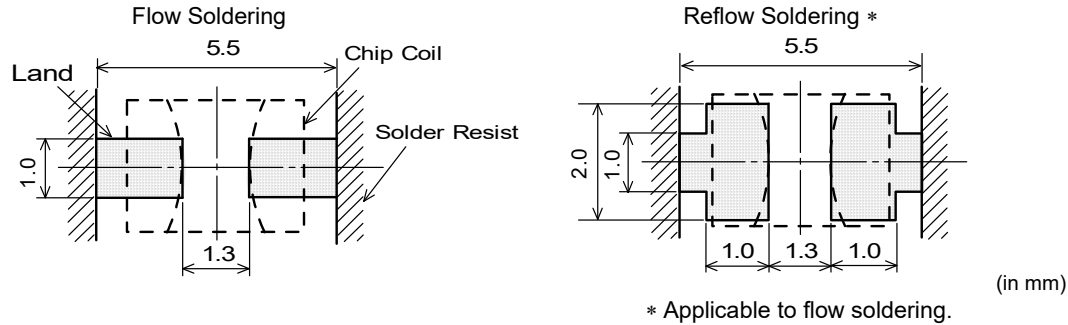 Flow Soldering
5.5
Land
Chip Coil
Solder Resist
1.0
1.3
Reflow Soldering ∗
5.5
2.0
1.0
1.0
1.3
1.0
(in mm)
∗ Applicable to flow soldering.